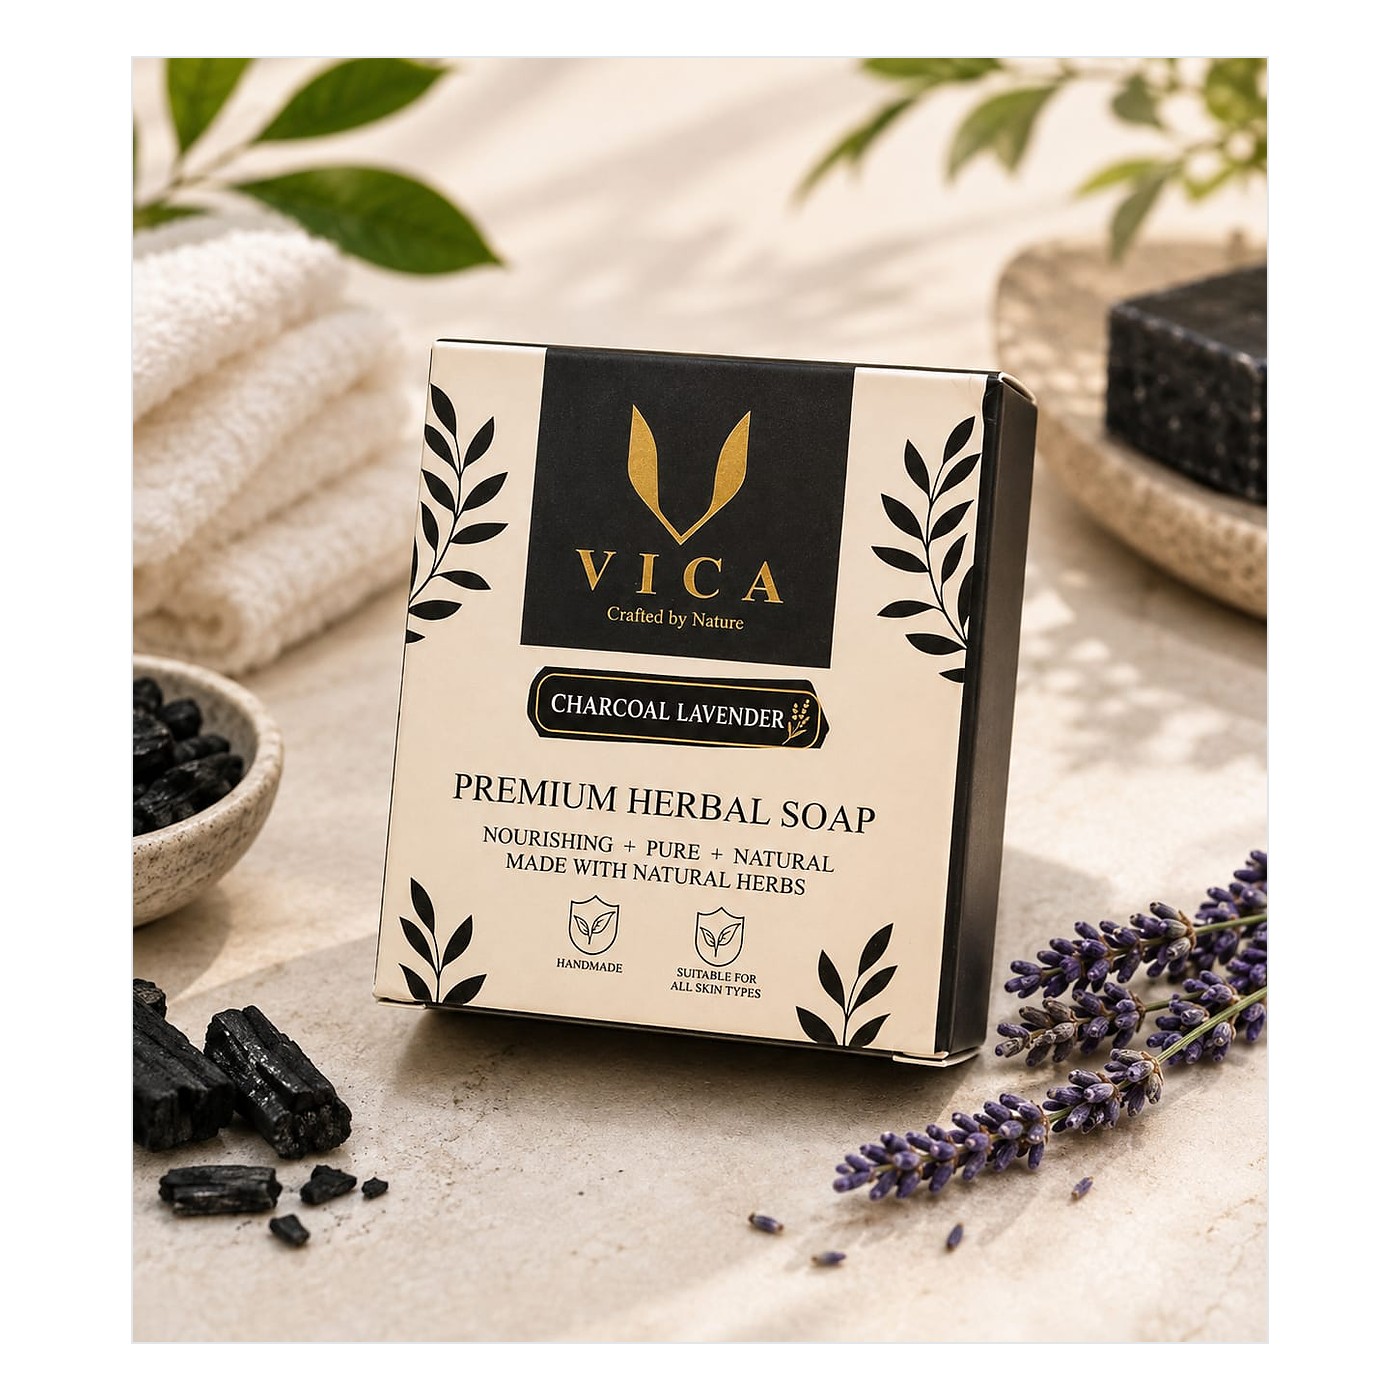 VICA
Crafted by Nature
CHARCOAL LAVENDER
PREMIUM HERBAL SOAP
NOURISHING + PURE + NATURAL
MADE WITH NATURAL HERBS
HANDMADE
SUITABLE FOR
ALL SKIN TYPES